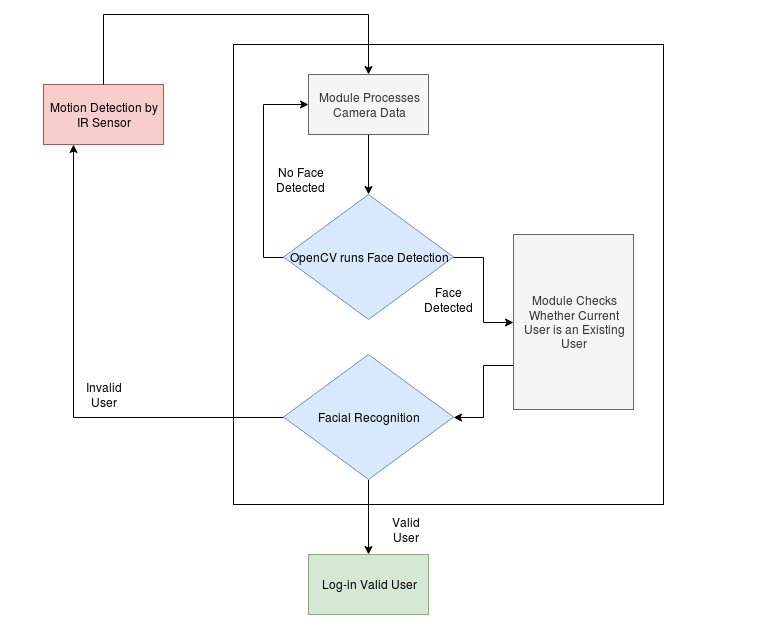 Module Processes
Camera Data
Motion Detection by
IR Sensor
No Face
Detected
OpenCV runs Face Detection
Face
Detected
Module Checks
Whether Current
User is an Existing
User
Invalid
User
Facial Recognition
Valid
User
Log-in Valid User